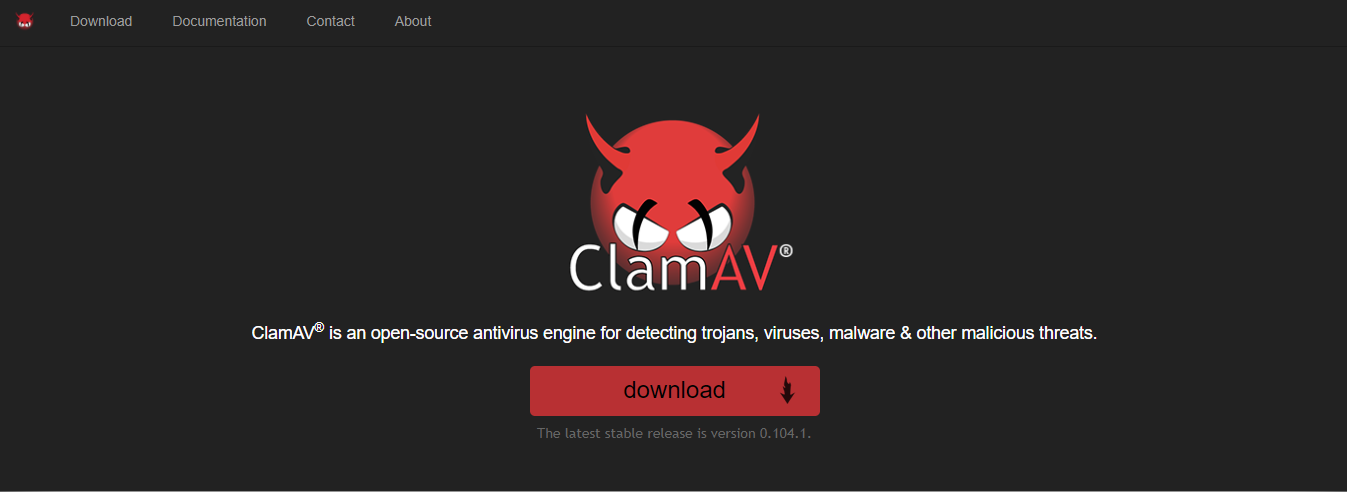 Download Documentation Contact About
ClamAV®
ClamAV® is an open-source antivirus engine for detecting trojans, viruses, malware & other malicious threats.
download
The latest stable release is version 0.104.1.